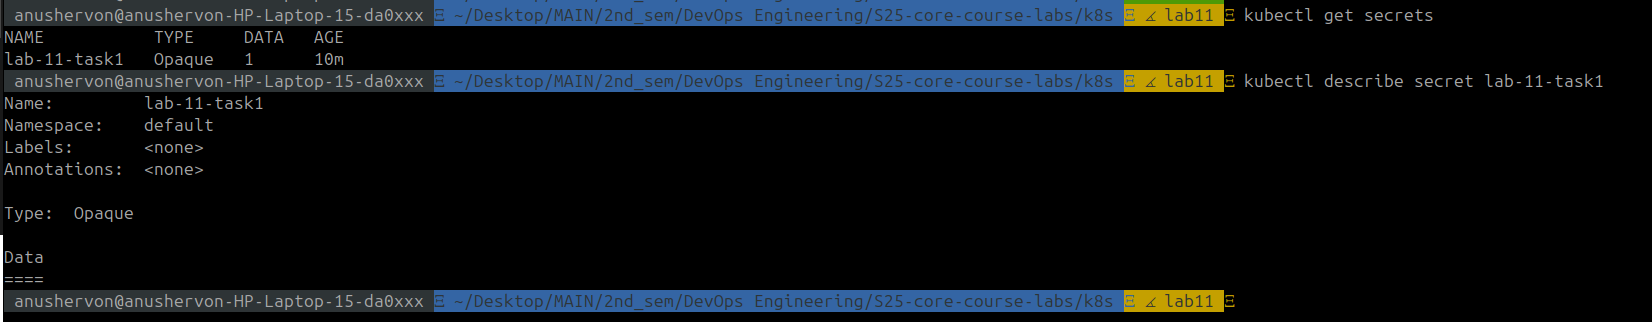 anushervon@anushervon-HP-Laptop-15-da0xxx Ξ ~/Desktop/MAIN/2nd_sem/DevOps Engineering/S25-core-course-labs/k8s Ξ ∡ lab11 Ξ kubectl get secrets
NAME TYPE DATA AGE
lab-11-task1 Opaque 1 10m
anushervon@anushervon-HP-Laptop-15-da0xxx Ξ ~/Desktop/MAIN/2nd_sem/DevOps Engineering/S25-core-course-labs/k8s Ξ ∡ lab11 Ξ kubectl describe secret lab-11-task1
Name: lab-11-task1
Namespace: default
Labels: <none>
Annotations: <none>
Type: Opaque
Data
====
anushervon@anushervon-HP-Laptop-15-da0xxx Ξ ~/Desktop/MAIN/2nd_sem/DevOps Engineering/S25-core-course-labs/k8s Ξ ∡ lab11 Ξ